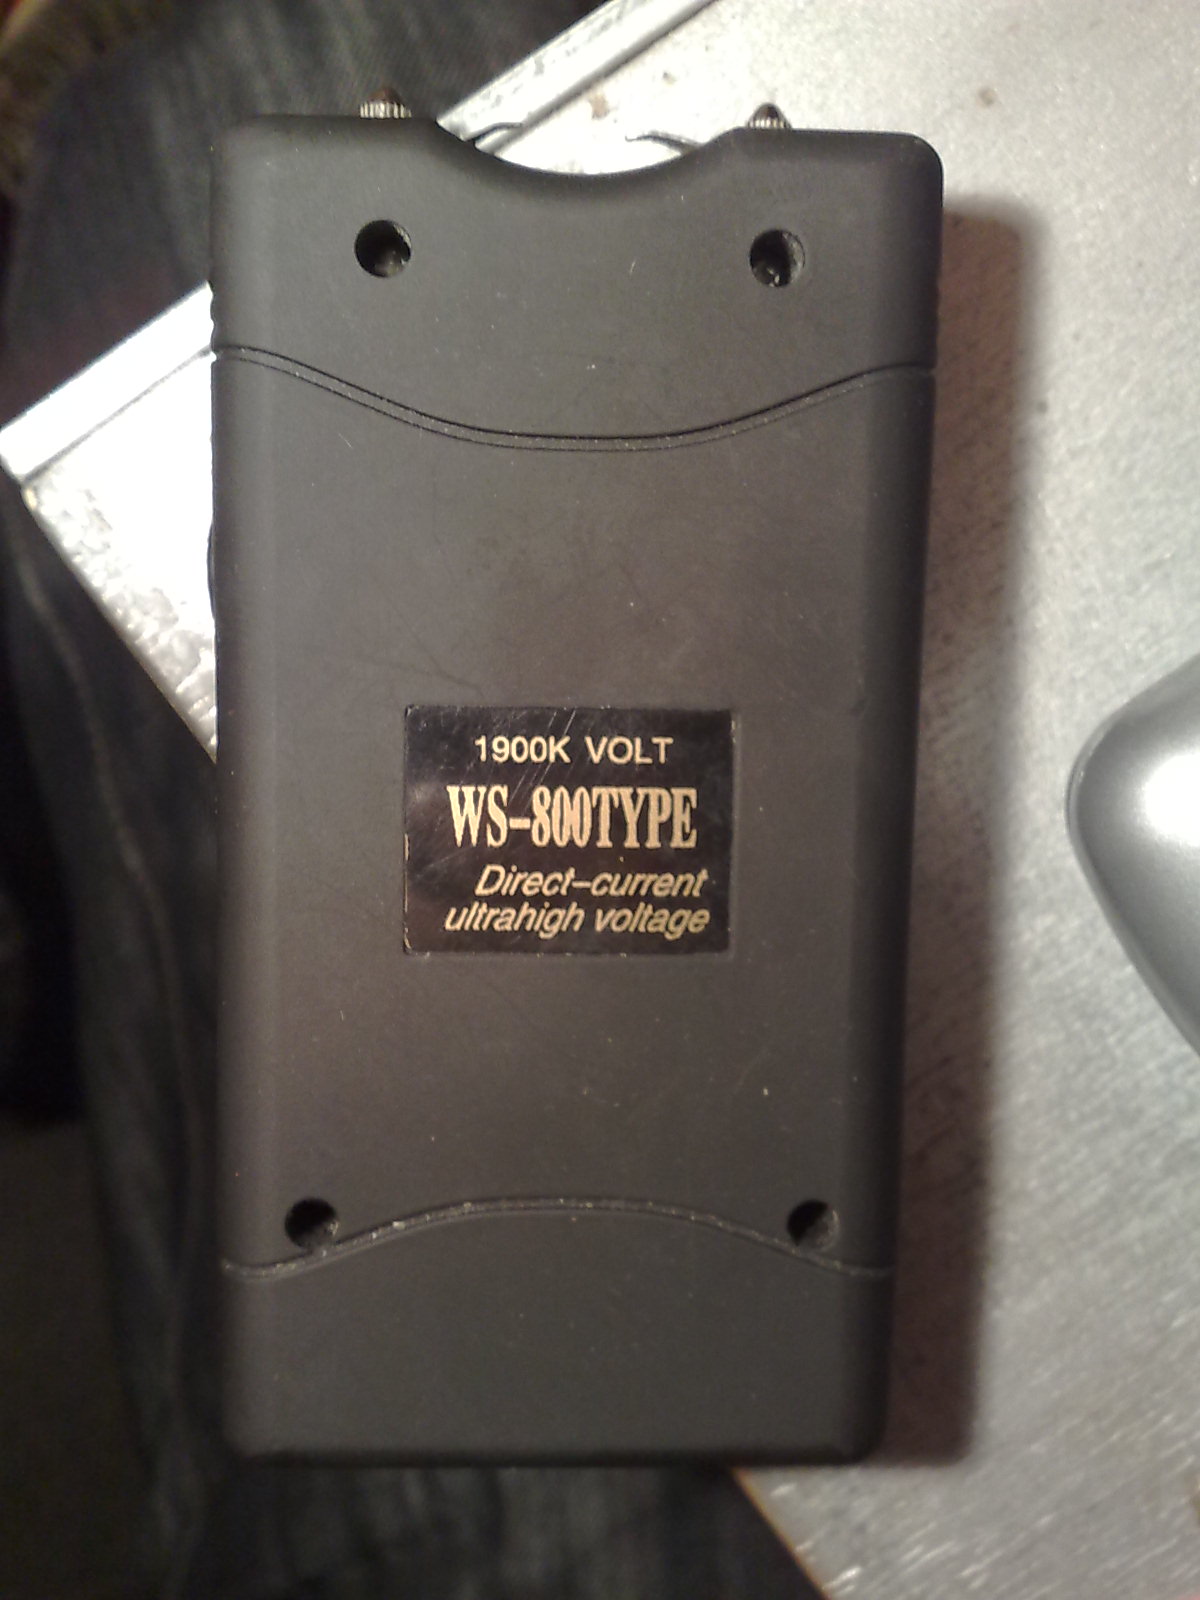 1900K VOLT
WS-800TYPE
Direct-current
ultrahigh voltage